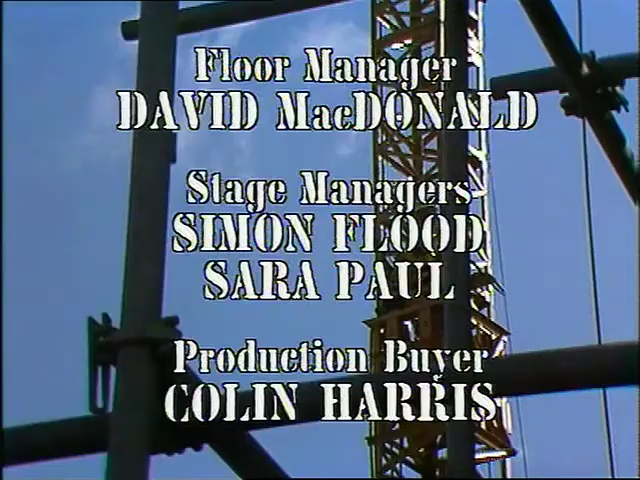 Floor Manager
DAVID MacDONALD
Stage Managers
SIMON FLOOD
SARA PAUL
Production Buyer
COLIN HARRIS